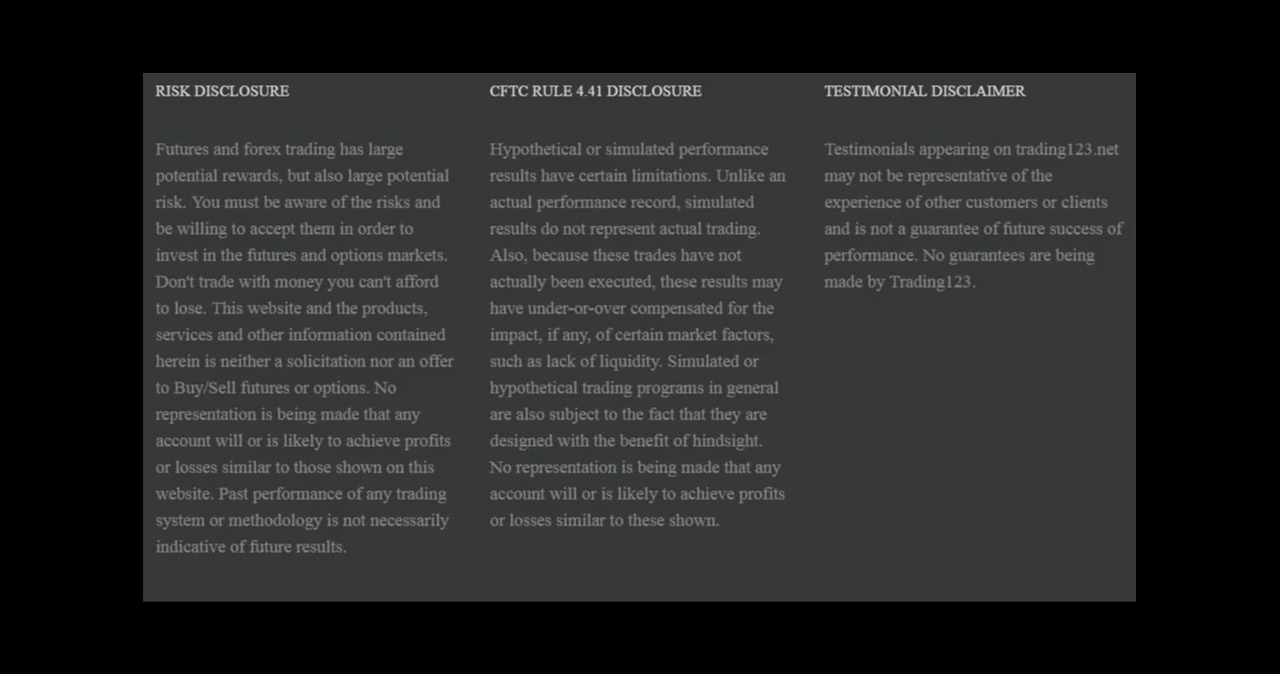 RISK DISCLOSURE
Futures and forex trading has large
potential rewards, but also large potential
risk. You must be aware of the risks and
be willing to accept them in order to
invest in the futures and options markets.
Don't trade with money you can't afford
to lose. This website and the products,
services and other information contained
herein is neither a solicitation nor an offer
to Buy/Sell futures or options. No
representation is being made that any
account will or is likely to achieve profits
or losses similar to those shown on this
website. Past performance of any trading
system or methodology is not necessarily
indicative of future results.
CFTC RULE 4.41 DISCLOSURE
Hypothetical or simulated performance
results have certain limitations. Unlike an
actual performance record, simulated
results do not represent actual trading.
Also, because these trades have not
actually been executed, these results may
have under-or-over compensated for the
impact, if any, of certain market factors,
such as lack of liquidity. Simulated or
hypothetical trading programs in general
are also subject to the fact that they are
designed with the benefit of hindsight.
No representation is being made that any
account will or is likely to achieve profits
or losses similar to these shown.
TESTIMONIAL DISCLAIMER
Testimonials appearing on trading123.net
may not be representative of the
experience of other customers or clients
and is not a guarantee of future success of
performance. No guarantees are being
made by Trading123.